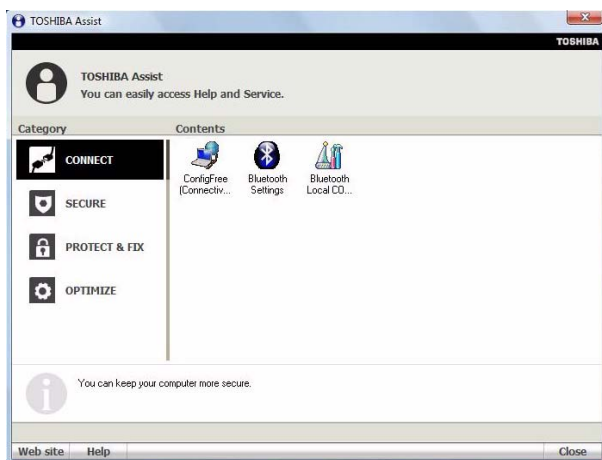 TOSHIBA Assist
TOSHIBA
TOSHIBA Assist
You can easily access Help and Service.
Category
Contents
CONNECT
SECURE
PROTECT & FIX
OPTIMIZE
ConfigFree
(Connectiv...
Bluetooth
Settings
Bluetooth
Local CO...
You can keep your computer more secure.
Web site
Help
Close